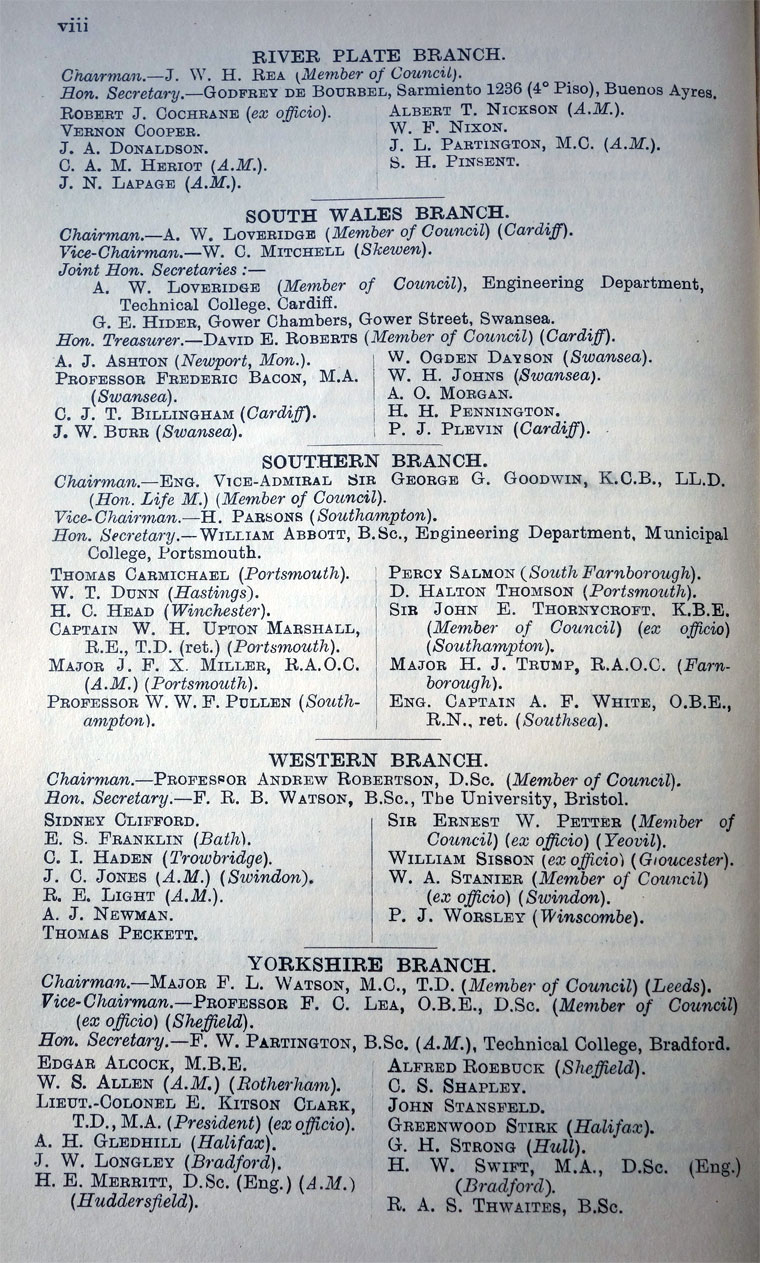 viii
RIVER PLATE BRANCH.
Chairman.—J. W. H. REA (Member of Council).
Hon. Secretary.—GODFREY DE BOURBEL, Sarmiento 1236 (4° Piso), Buenos Ayres.
ROBERT J. COCHRANE (ex officio).
VERNON COOPER.
J. A. DONALDSON.
C. A. M. HERIOT (A.M.).
J. N. LAPAGE (A.M.).
ALBERT T. NICKSON (A.M.).
W. F. NIXON.
J. L. PARTINGTON, M.C. (A.M.).
S. H. PINSENT.
SOUTH WALES BRANCH.
Chairman.—A. W. LOVERIDGE (Member of Council) (Cardiff).
Vice-Chairman.—W. C. MITCHELL (Skewen).
Joint Hon. Secretaries :—
A. W. LOVERIDGE (Member of Council), Engineering Department,
Technical College, Cardiff.
G. E. HIDER, Gower Chambers, Gower Street, Swansea.
Hon. Treasurer.—DAVID E. ROBERTS (Member of Council) (Cardiff).
A. J. ASHTON (Newport, Mon.).
PROFESSOR FREDERIC BACON, M.A.
(Swansea).
C. J. T. BILLINGHAM (Cardiff).
J. W. BURR (Swansea).
W. OGDEN DAYSON (Swansea).
W. H. JOHNS (Swansea).
A. O. MORGAN.
H. H. PENNINGTON.
P. J. PLEVIN (Cardiff).
SOUTHERN BRANCH.
Chairman.—ENG. VICE-ADMIRAL SIR GEORGE G. GOODWIN, K.C.B., LL.D.
(Hon. Life M.) (Member of Council).
Vice-Chairman.—H. PARSONS (Southampton).
Hon. Secretary.—WILLIAM ABBOTT, B.Sc., Engineering Department, Municipal
College, Portsmouth.
THOMAS CARMICHAEL (Portsmouth).
W. T. DUNN (Hastings).
H. C. HEAD (Winchester).
CAPTAIN W. H. UPTON MARSHALL,
R.E., T.D. (ret.) (Portsmouth).
MAJOR J. F. X. MILLER, R.A.O.C.
(A.M.) (Portsmouth).
PROFESSOR W. W. F. PULLEN (South-
ampton).
PERCY SALMON (South Farnborough).
D. HALTON THOMSON (Portsmouth).
SIR JOHN E. THORNYCROFT, K.B.E.
(Member of Council) (ex officio)
(Southampton).
MAJOR H. J. TRUMP, R.A.O.C. (Farn-
borough).
ENG. CAPTAIN A. F. WHITE, O.B.E.,
R.N., ret. (Southsea).
WESTERN BRANCH.
Chairman.—PROFESSOR ANDREW ROBERTSON, D.Sc. (Member of Council).
Hon. Secretary.—F. R. B. WATSON, B.Sc., The University, Bristol.
SIDNEY CLIFFORD.
E. S. FRANKLIN (Bath).
C. I. HADEN (Trowbridge).
J. C. JONES (A.M.) (Swindon).
R. E. LIGHT (A.M.).
A. J. NEWMAN.
THOMAS PECKETT.
SIR ERNEST W. PETTER (Member of
Council) (ex officio) (Yeovil).
WILLIAM SISSON (ex officio) (Gloucester).
W. A. STANIER (Member of Council)
(ex officio) (Swindon).
P. J. WORSLEY (Winscombe).
YORKSHIRE BRANCH.
Chairman.—MAJOR F. L. WATSON, M.C., T.D. (Member of Council) (Leeds).
Vice-Chairman.—PROFESSOR F. C. LEA, O.B.E., D.Sc. (Member of Council)
(ex officio) (Sheffield).
Hon. Secretary.—F. W. PARTINGTON, B.Sc. (A.M.), Technical College, Bradford.
EDGAR ALCOCK, M.B.E.
W. S. ALLEN (A.M.) (Rotherham).
LIEUT.-COLONEL E. KITSON CLARK,
T.D., M.A. (President) (ex officio).
A. H. GLEDHILL (Halifax).
J. W. LONGLEY (Bradford).
H. E. MERRITT, D.Sc. (Eng.) (A.M.)
(Huddersfield).
ALFRED ROEBUCK (Sheffield).
C. S. SHAPLEY.
JOHN STANSFELD.
GREENWOOD STIRK (Halifax).
G. H. STRONG (Hull).
H. W. SWIFT, M.A., D.Sc. (Eng.)
(Bradford).
R. A. S. THWAITES, B.Sc.